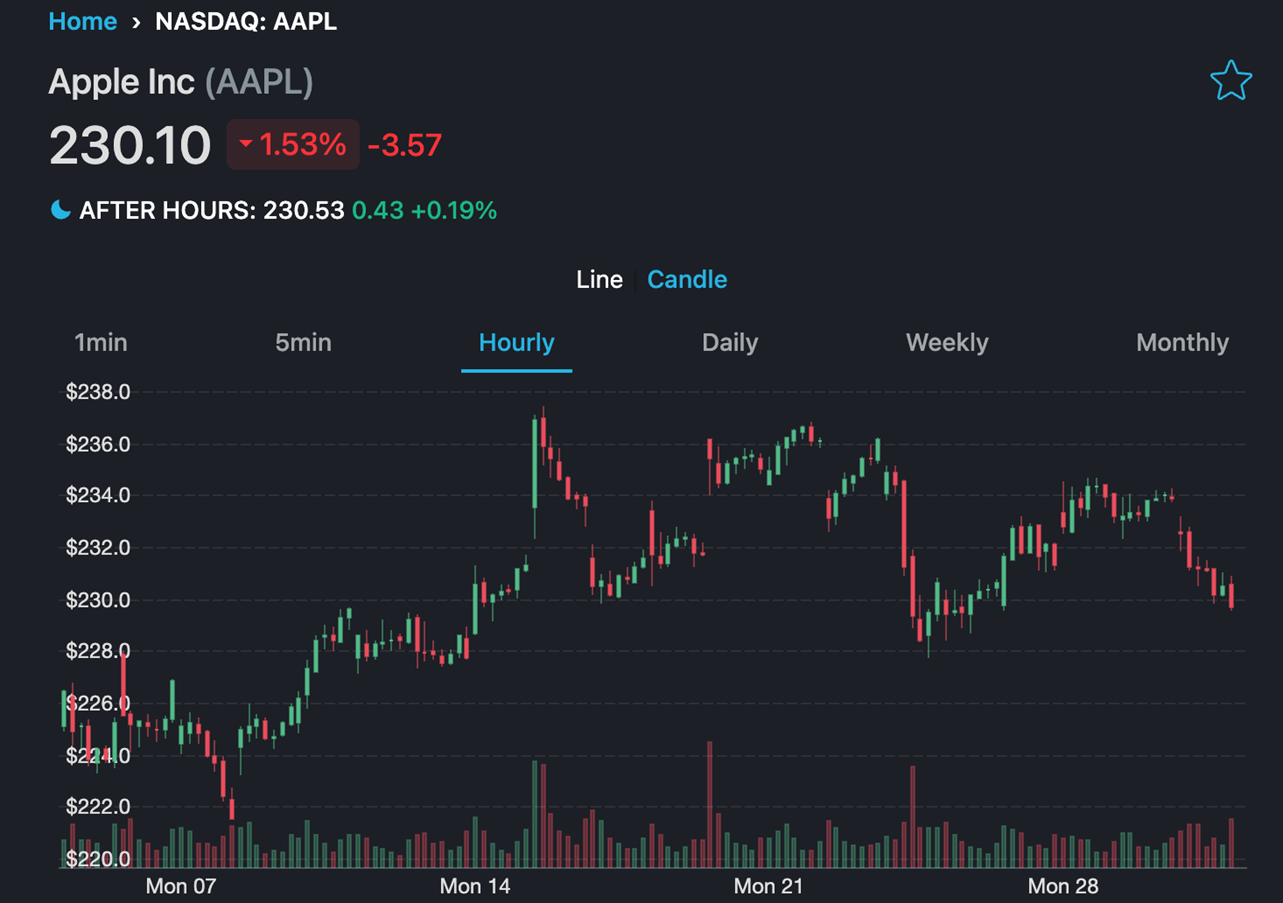 Home › NASDAQ: AAPL
Apple Inc (AAPL)
230.10 1.53% -3.57
AFTER HOURS: 230.53 0.43 +0.19%
Line Candle
1min 5min Hourly Daily Weekly Monthly
$238.0
$236.0
$234.0
$232.0
$230.0
$228.0
$226.0
$224.0
$222.0
$220.0
Mon 07 Mon 14 Mon 21 Mon 28